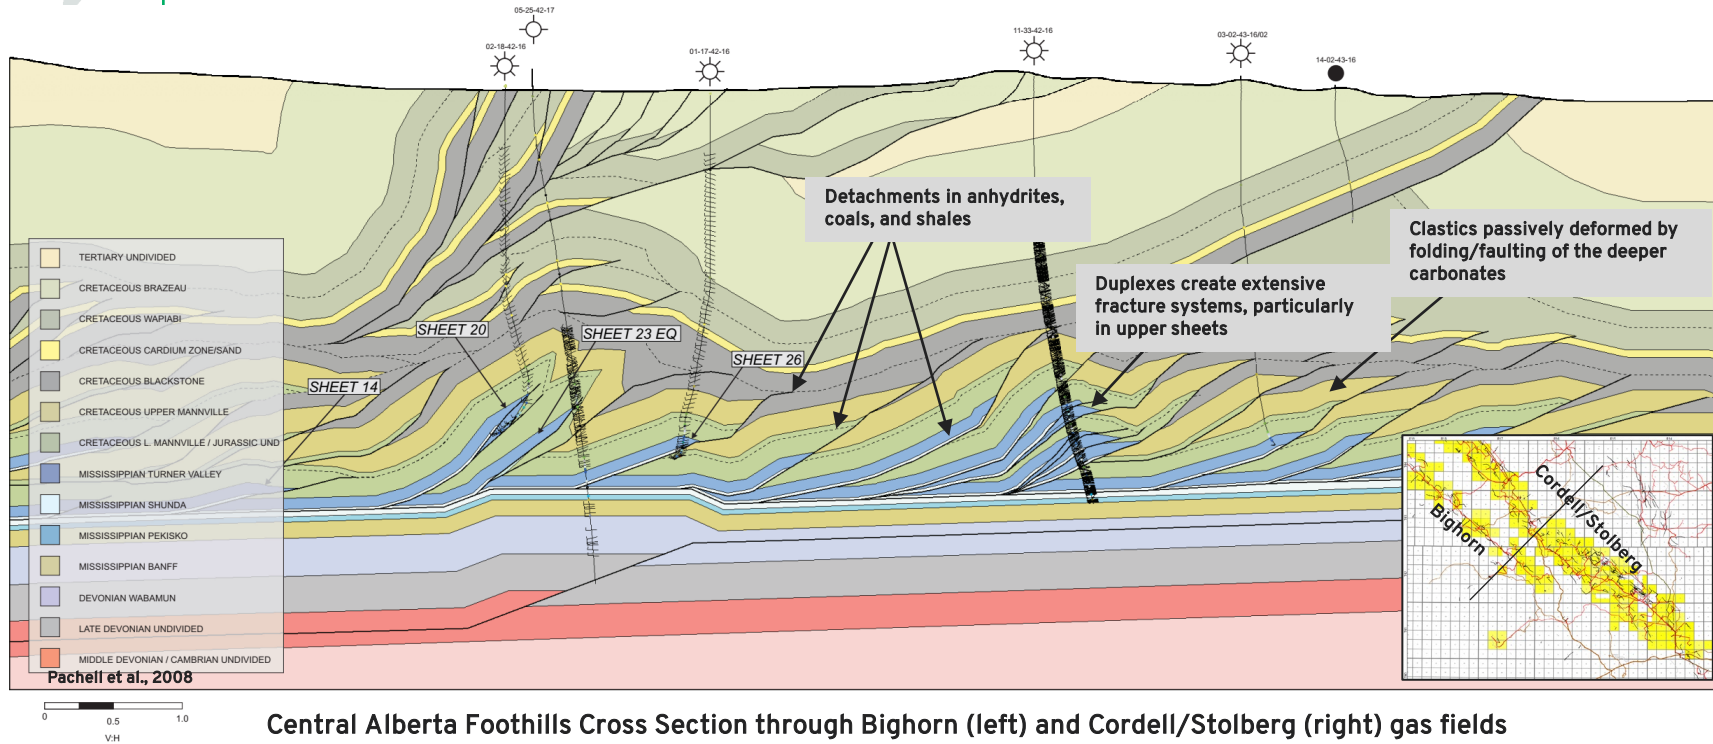 05-25-42-17
02-18-42-16
01-17-42-16
11-33-42-16
03-02-43-16/02
14-02-43-16
Detachments in anhydrites,
coals, and shales
Clastics passively deformed by
folding/faulting of the deeper
carbonates
Duplexes create extensive
fracture systems, particularly
in upper sheets
SHEET 20
SHEET 23 EQ
SHEET 26
SHEET 14
TERTIARY UNDIVIDED
CRETACEOUS BRAZEAU
CRETACEOUS WAPIABI
CRETACEOUS CARDIUM ZONE/SAND
CRETACEOUS BLACKSTONE
CRETACEOUS UPPER MANNVILLE
CRETACEOUS L. MANNVILLE / JURASSIC UND
MISSISSIPPIAN TURNER VALLEY
MISSISSIPPIAN SHUNDA
MISSISSIPPIAN PEKISKO
MISSISSIPPIAN BANFF
DEVONIAN WABAMUN
LATE DEVONIAN UNDIVIDED
MIDDLE DEVONIAN / CAMBRIAN UNDIVIDED
Pachell et al., 2008
Cordell/Stolberg
Bighorn
0
0.5
1.0
V:H
Central Alberta Foothills Cross Section through Bighorn (left) and Cordell/Stolberg (right) gas fields